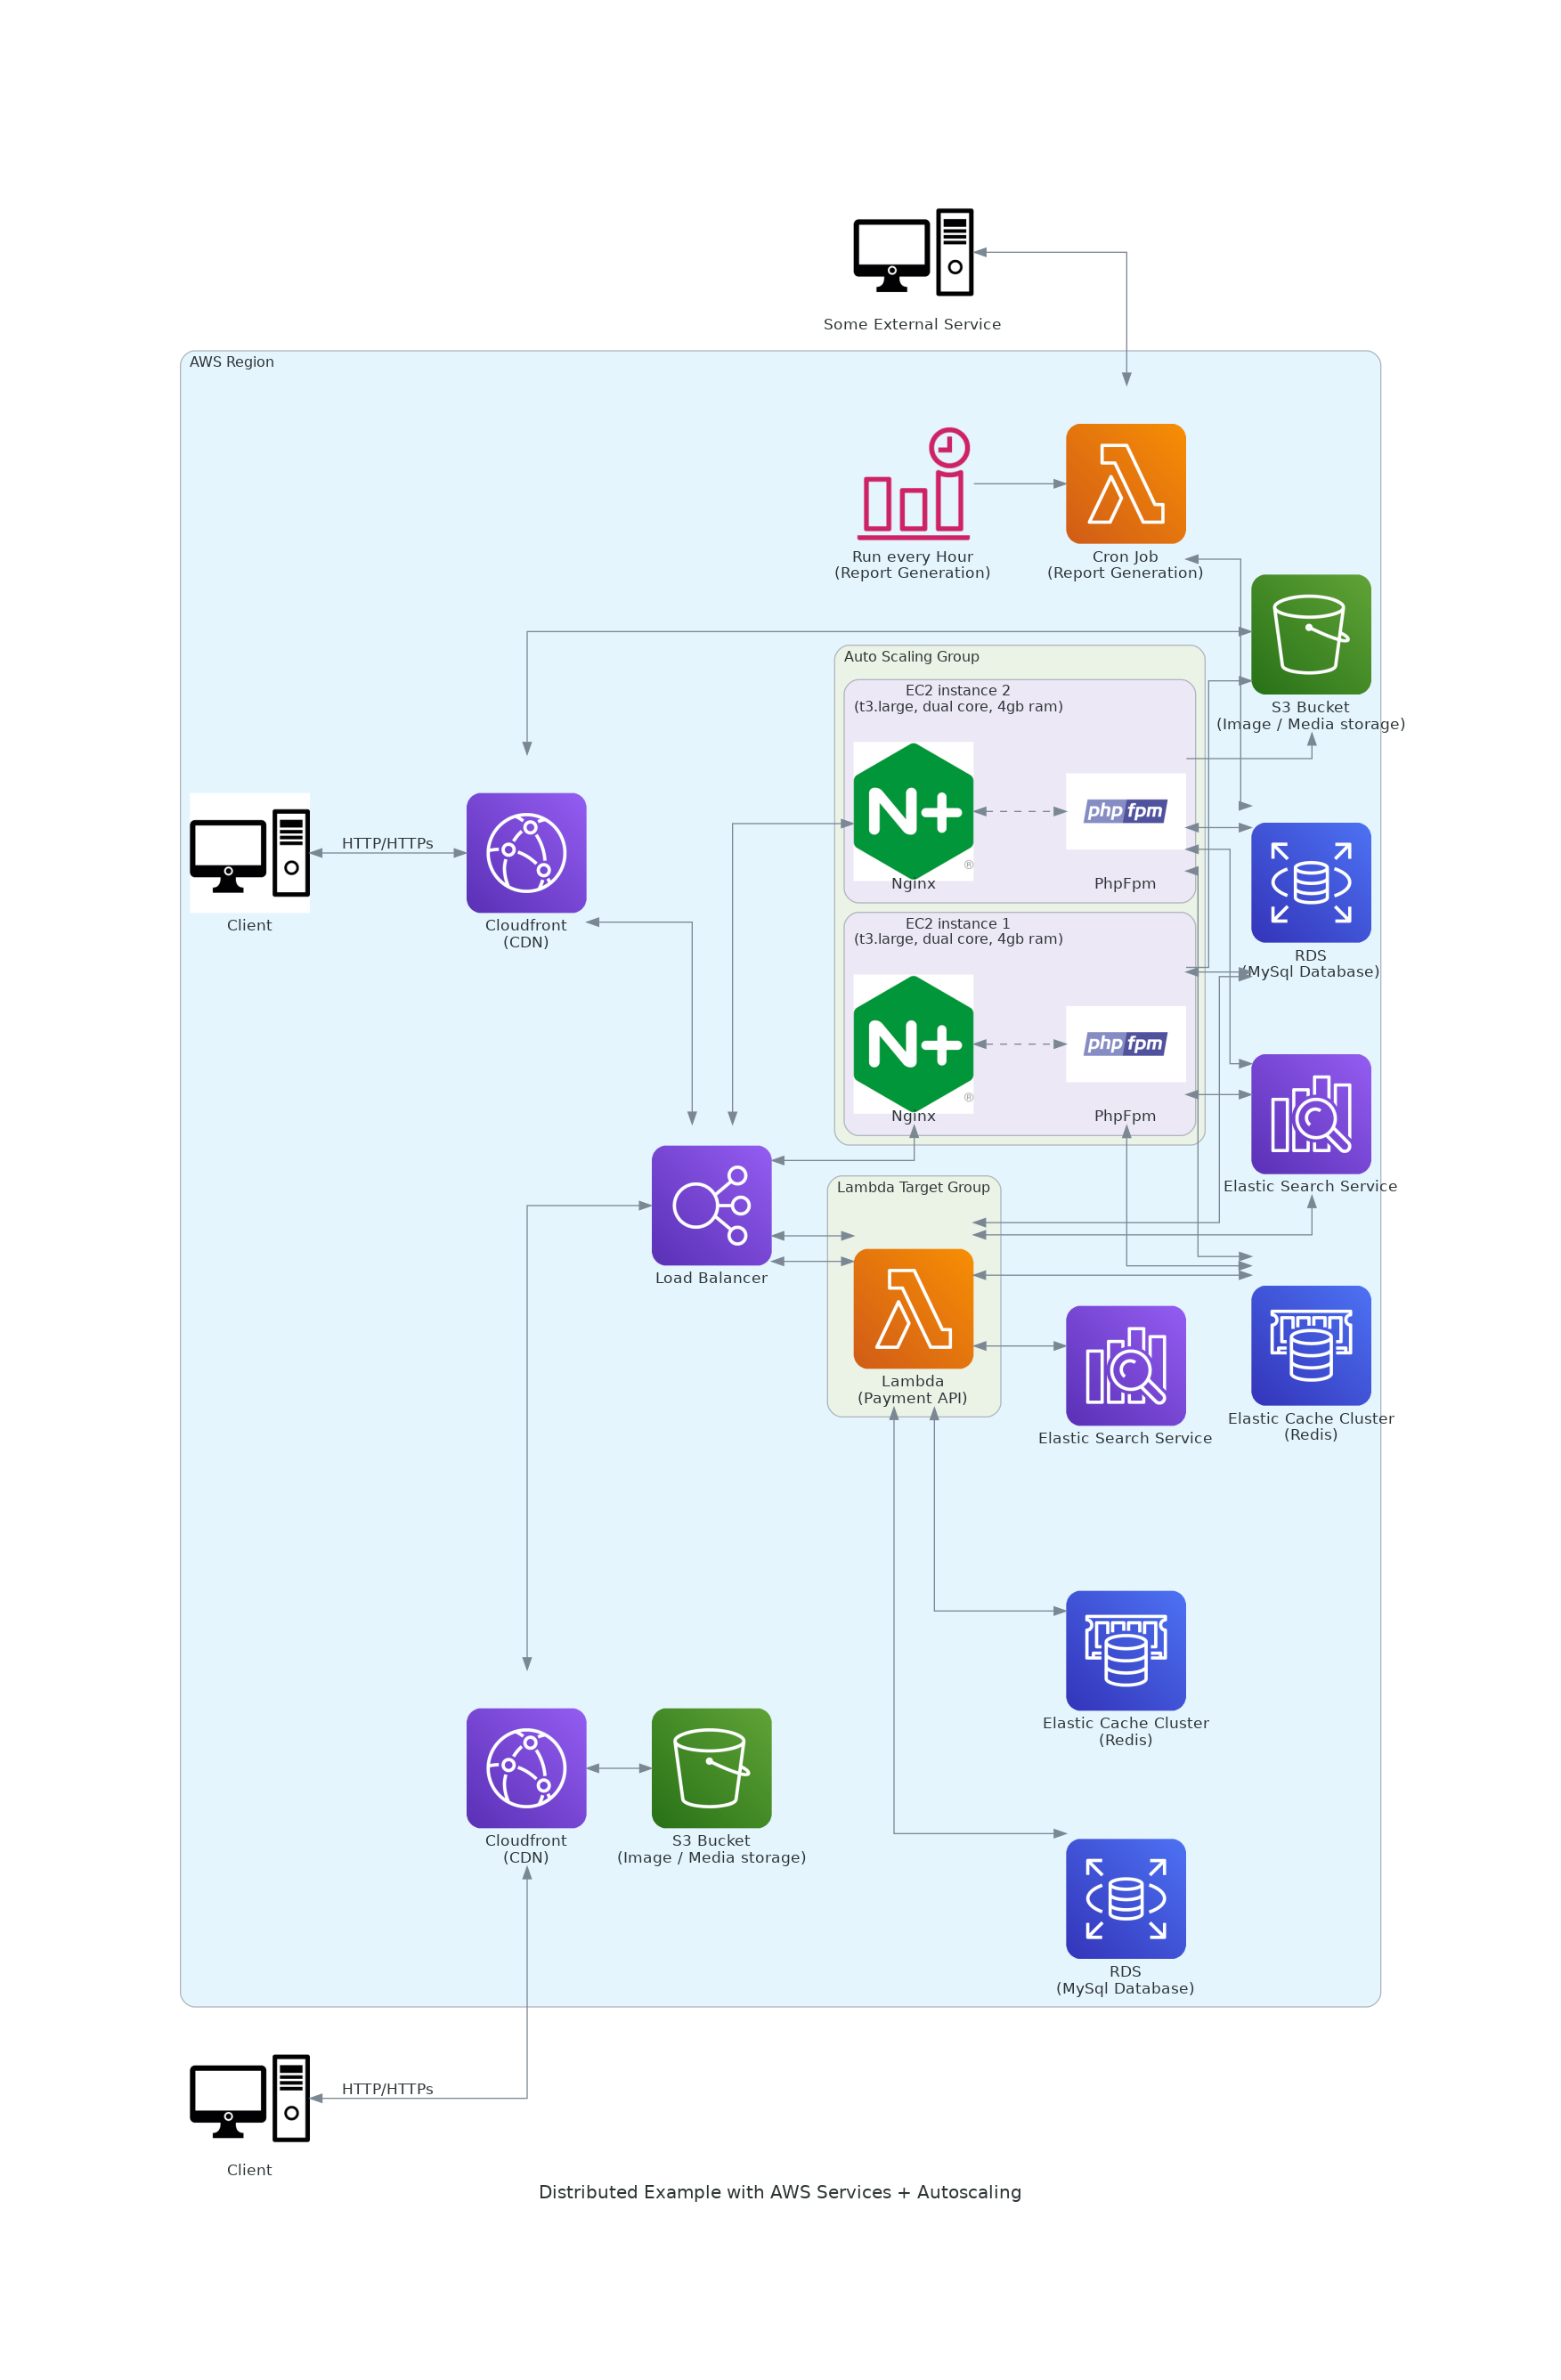 Some External Service
AWS Region
Run every Hour
(Report Generation)
Cron Job
(Report Generation)
S3 Bucket
(Image / Media storage)
Auto Scaling Group
EC2 instance 2
(t3.large, dual core, 4gb ram)
N+
®
Nginx
php fpm
PhpFpm
HTTP/HTTPs
Client
Cloudfront
(CDN)
RDS
(MySql Database)
EC2 instance 1
(t3.large, dual core, 4gb ram)
N+
®
Nginx
php fpm
PhpFpm
Elastic Search Service
Load Balancer
Lambda Target Group
Lambda
(Payment API)
Elastic Search Service
Elastic Cache Cluster
(Redis)
Elastic Cache Cluster
(Redis)
Cloudfront
(CDN)
S3 Bucket
(Image / Media storage)
RDS
(MySql Database)
HTTP/HTTPs
Client
Distributed Example with AWS Services + Autoscaling